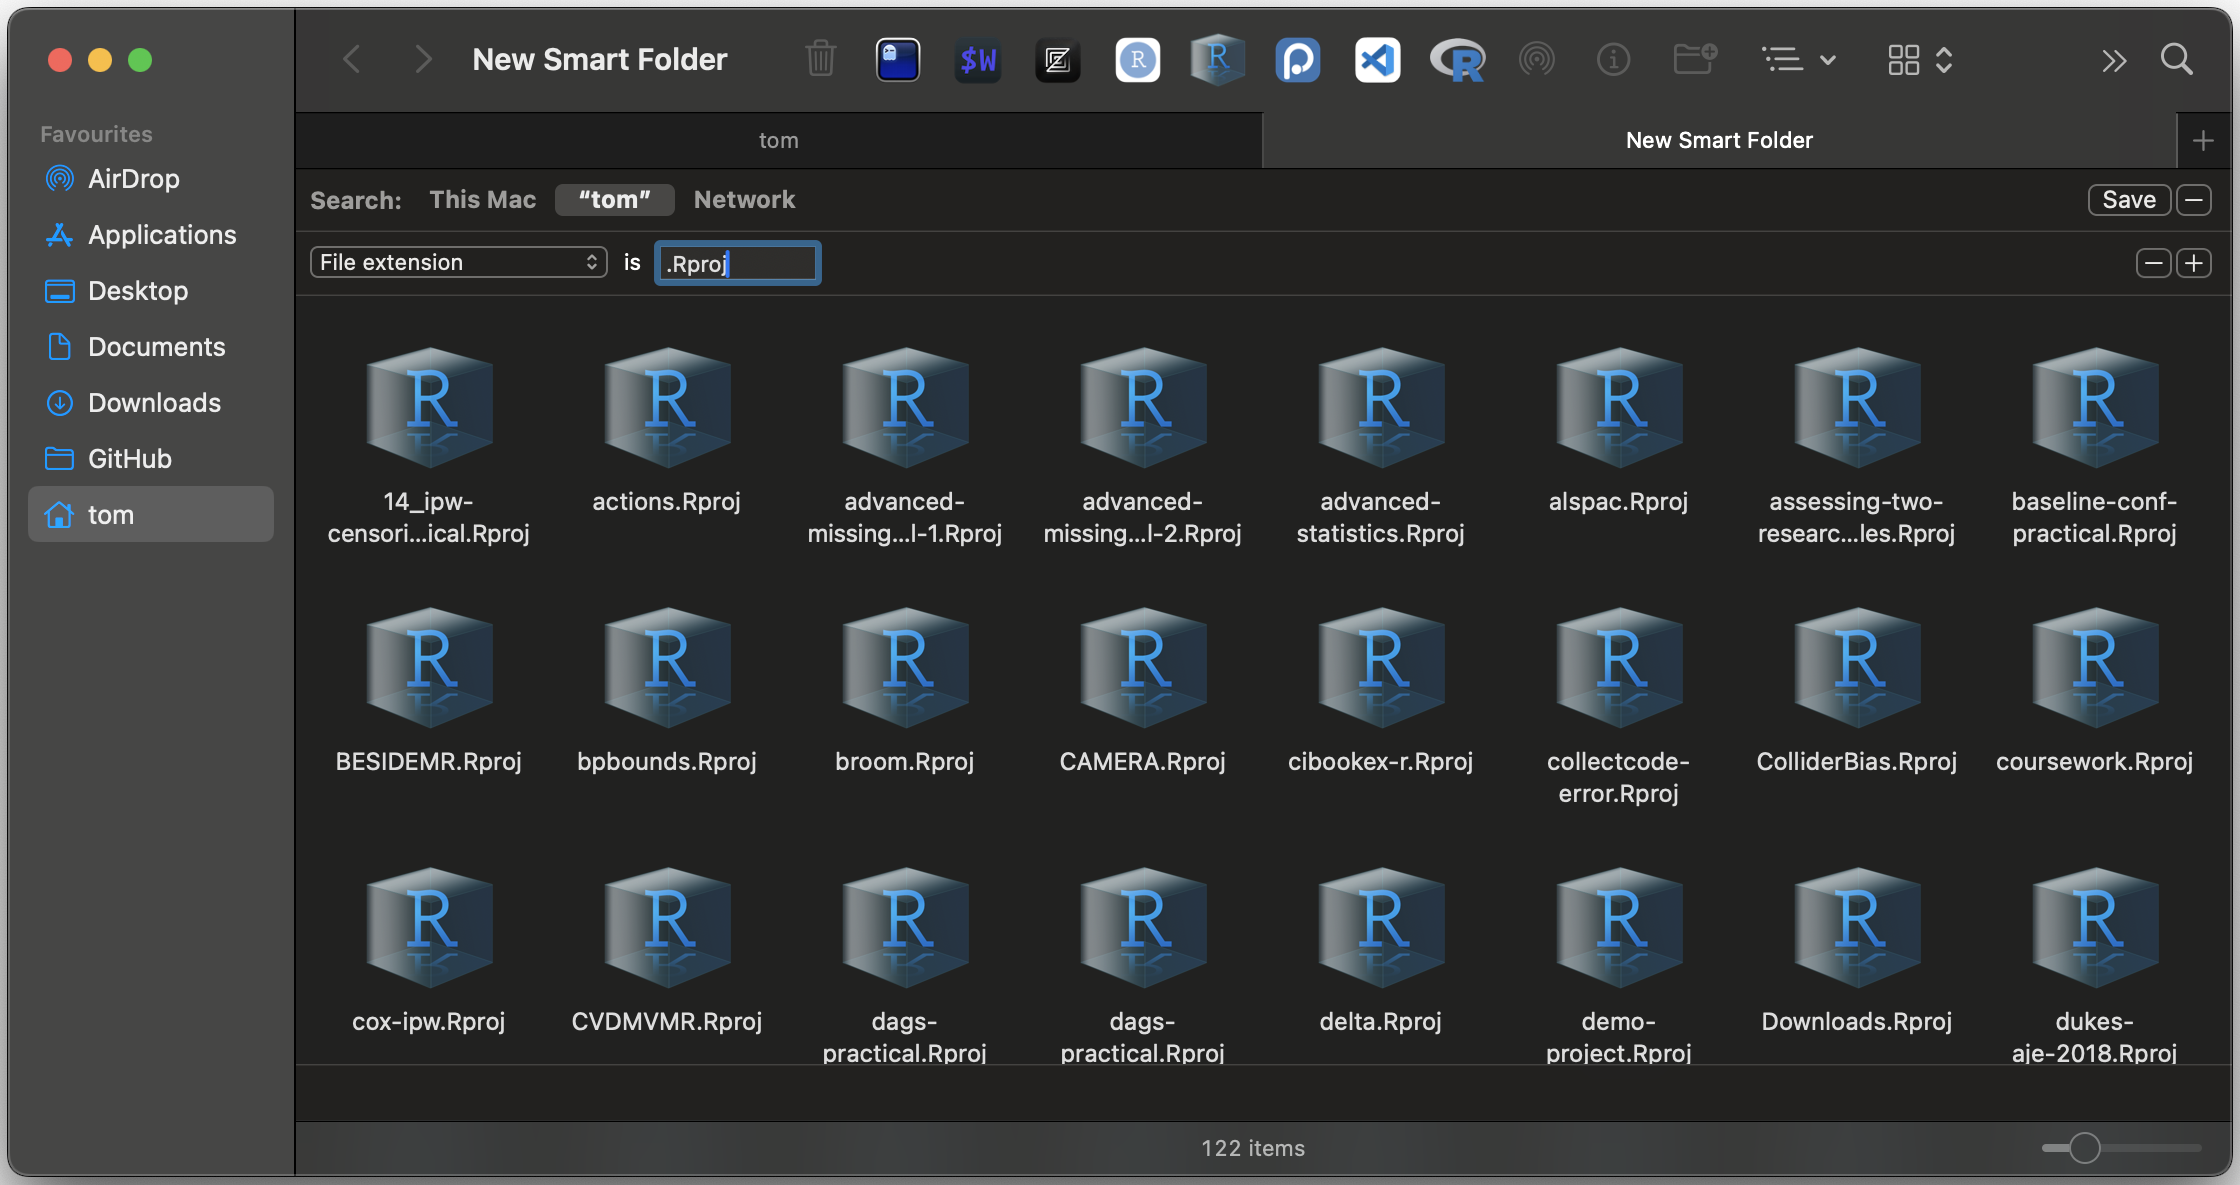 New Smart Folder
$W
Z
R
R
R
Favourites
AirDrop
Applications
Desktop
Documents
Downloads
GitHub
tom
tom
New Smart Folder
Search: This Mac “tom” Network Save
File extension is .Rproj
R R R R R R R R
14_ipw-
censori...ical.Rproj
actions.Rproj
advanced-
missing...l-1.Rproj
advanced-
missing...l-2.Rproj
advanced-
statistics.Rproj
alspac.Rproj
assessing-two-
researc...les.Rproj
baseline-conf-
practical.Rproj
R R R R R R R R
BESIDEMR.Rproj
bpbounds.Rproj
broom.Rproj
CAMERA.Rproj
cibookex-r.Rproj
collectcode-
error.Rproj
ColliderBias.Rproj
coursework.Rproj
R R R R R R R R
cox-ipw.Rproj
CVDMVMR.Rproj
dags-
practical.Rproj
dags-
practical.Rproj
delta.Rproj
demo-
project.Rproj
Downloads.Rproj
dukes-
aje-2018.Rproj
122 items